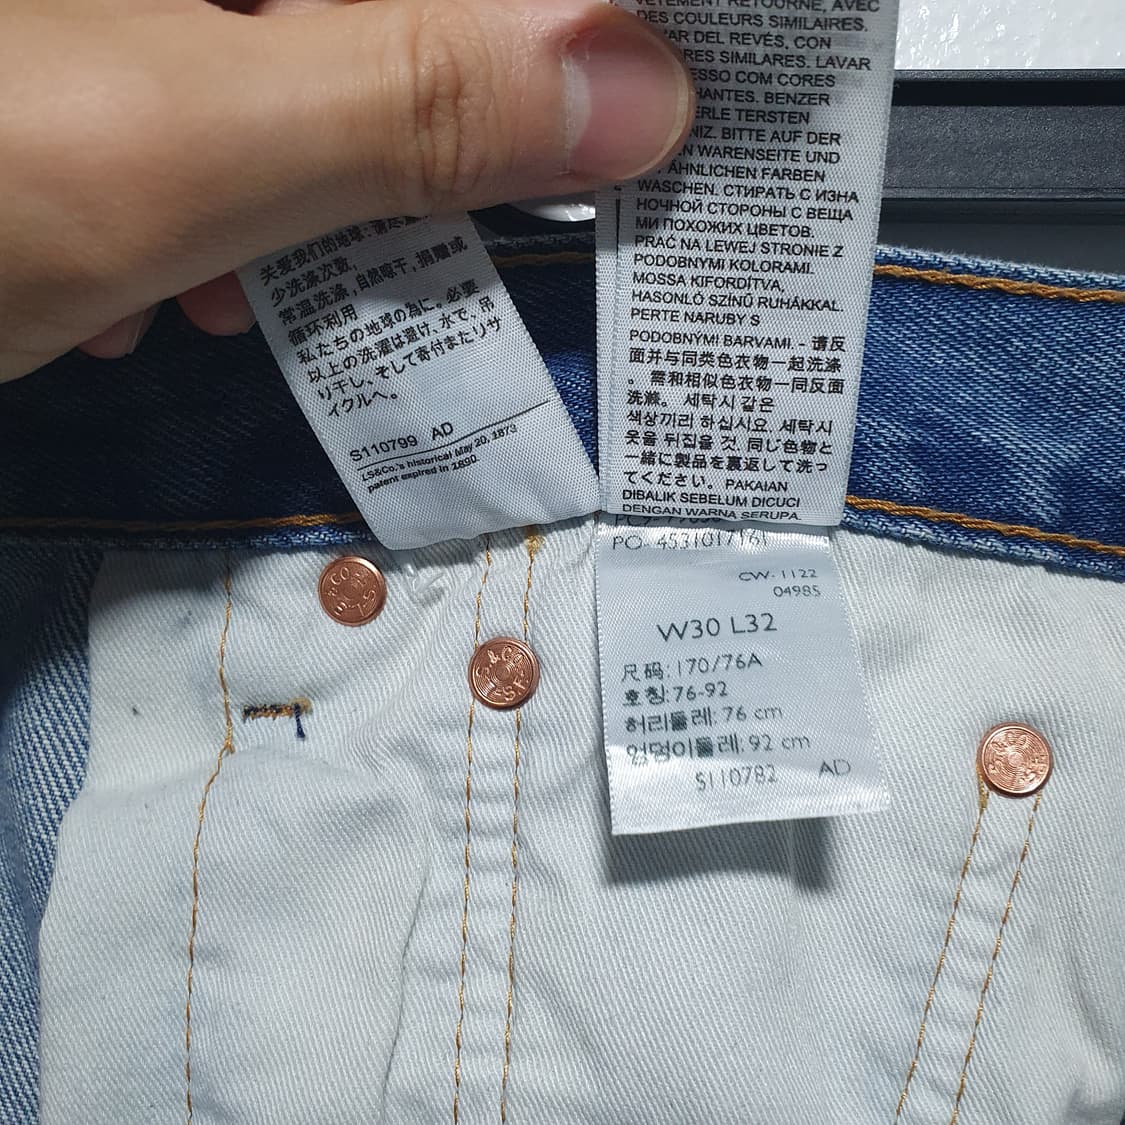 关爱我们的地球: 请尽量
少洗涤次数,
常温洗涤,自然晾干,捐赠或
循环利用
私たちの地球の為に。必要
以上の洗濯は避け、水で、吊
り干し、そして寄付またリサ
イクルへ。
S110799 AD
LS&Co.'s historical May 20, 1873
patent expired in 1890
VÊTEMENT RETOURNÉ, AVEC
DES COULEURS SIMILAIRES.
AR DEL REVÉS, CON
RES SIMILARES. LAVAR
ESSO COM CORES
HANTES. BENZER
ERLE TERSTEN
NIZ. BITTE AUF DER
N WARENSEITE UND
ÄHNLICHEN FARBEN
WASCHEN. СТИРАТЬ С ИЗНА
НОЧНОЙ СТОРОНЫ С ВЕЩА
МИ ПОХОЖИХ ЦВЕТОВ.
PRAĆ NA LEWEJ STRONIE Z
PODOBNYMI KOLORAMI.
MOSSA KIFORDÍTVA,
HASONLÓ SZÍNŰ RUHÁKKAL.
PERTE NARUBY S
PODOBNÝMI BARVAMI. - 请反
面并与同类色衣物一起洗涤
。 需和相似色衣物一同反面
洗滌。 세탁시 같은
색상끼리 하십시요. 세탁시
옷을 뒤집을 것. 同じ色物と
一緒に製品を裏返して洗っ
てください。 PAKAIAN
DIBALIK SEBELUM DICUCI
DENGAN WARNA SERUPA.
PO- 4531017161
CW- 1122
04985
W30 L32
尺码: 170/76A
호칭: 76-92
허리둘레: 76 cm
엉덩이둘레: 92 cm
S110782 AD
L.S.&Co.
S.F.